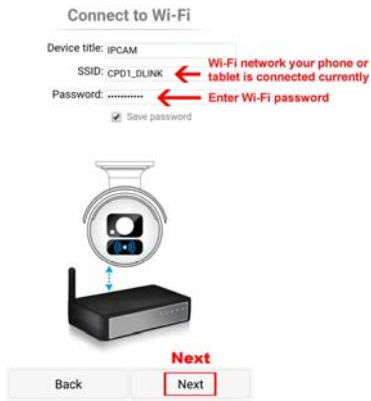 Connect to Wi-Fi
Device title: IPCAM
SSID: CPD1_DLINK
Wi-Fi network your phone or
tablet is connected currently
Password: •••••••••••
Enter Wi-Fi password
Save password
Next
Back
Next